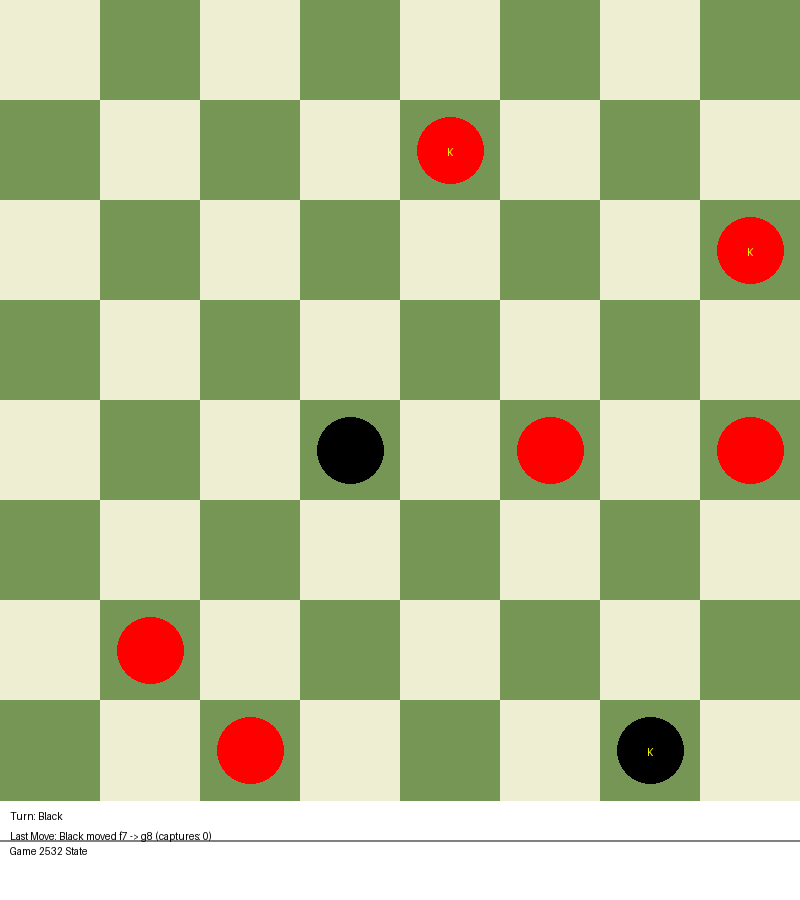 K
K
K
Turn: Black
Last Move: Black moved f7 -> g8 (captures: 0)
Game 2532 State